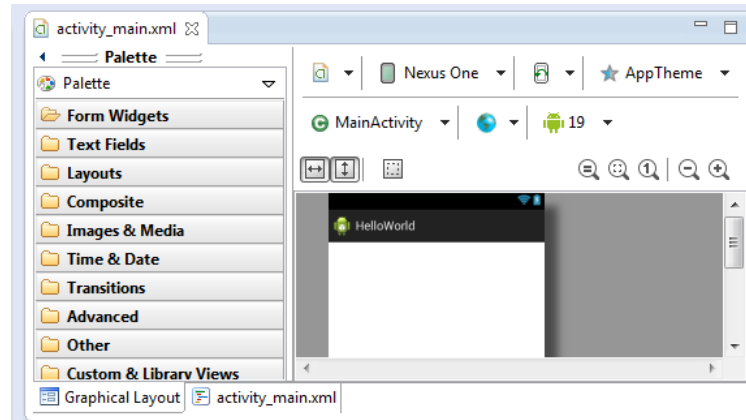 activity_main.xml
Palette
Palette
Form Widgets
Text Fields
Layouts
Composite
Images & Media
Time & Date
Transitions
Advanced
Other
Custom & Library Views
Nexus One
AppTheme
MainActivity
19
1
HelloWorld
Graphical Layout
activity_main.xml